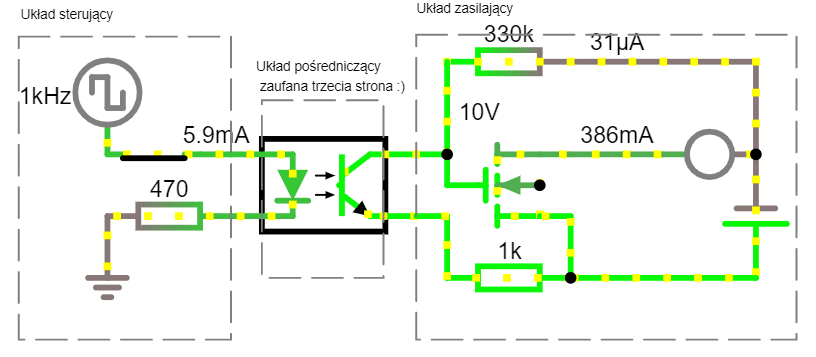 Układ sterujący
Układ zasilający
330k
31µA
Układ pośredniczący
zaufana trzecia strona :)
1kHz
10V
5.9mA
386mA
470
1k